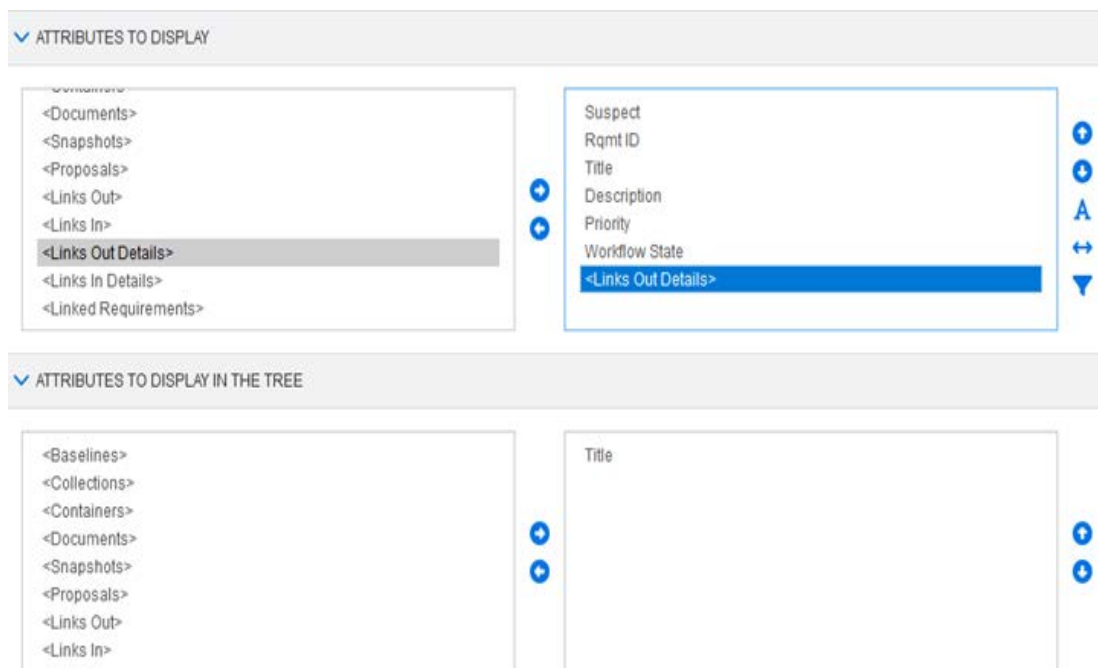 ATTRIBUTES TO DISPLAY
<Documents>
<Snapshots>
<Proposals>
<Links Out>
<Links In>
<Links Out Details>
<Links In Details>
<Linked Requirements>
Suspect
Rqmt ID
Title
Description
Priority
Workflow State
<Links Out Details>
A
ATTRIBUTES TO DISPLAY IN THE TREE
<Baselines>
<Collections>
<Containers>
<Documents>
<Snapshots>
<Proposals>
<Links Out>
<Links In>
Title